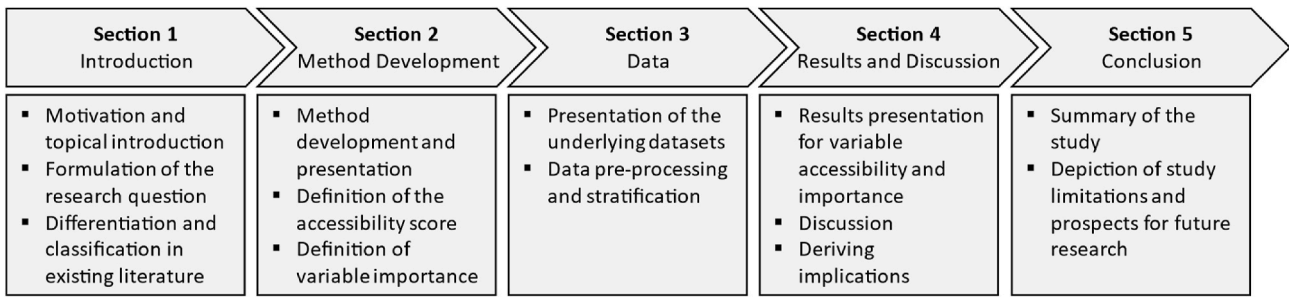 Section 1
Introduction
Section 2
Method Development
Section 3
Data
Section 4
Results and Discussion
Section 5
Conclusion
▪ Motivation and
topical introduction
▪ Formulation of the
research question
▪ Differentiation and
classification in
existing literature
▪ Method
development and
presentation
▪ Definition of the
accessibility score
▪ Definition of
variable importance
▪ Presentation of the
underlying datasets
▪ Data pre-processing
and stratification
▪ Results presentation
for variable
accessibility and
importance
▪ Discussion
▪ Deriving
implications
▪ Summary of the
study
▪ Depiction of study
limitations and
prospects for future
research